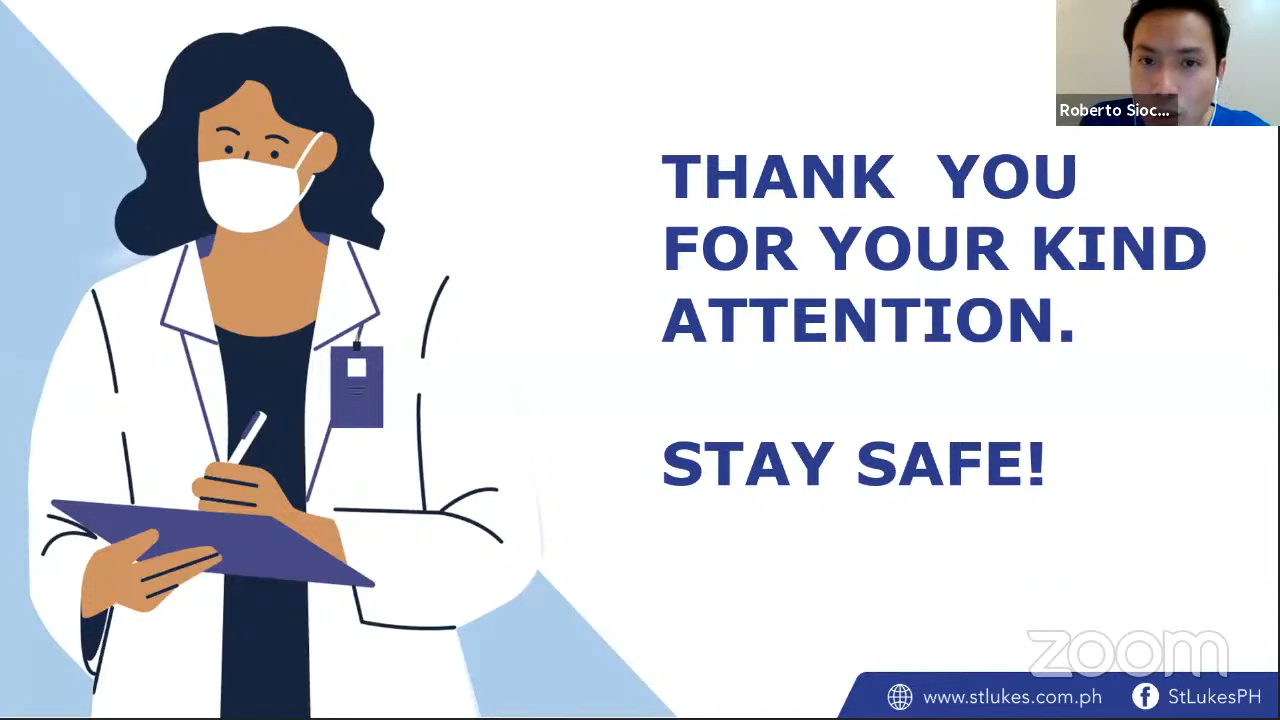 Roberto Sioc...
THANK YOU
FOR YOUR KIND
ATTENTION.
STAY SAFE!
zoom
www.stlukes.com.ph
StLukesPH